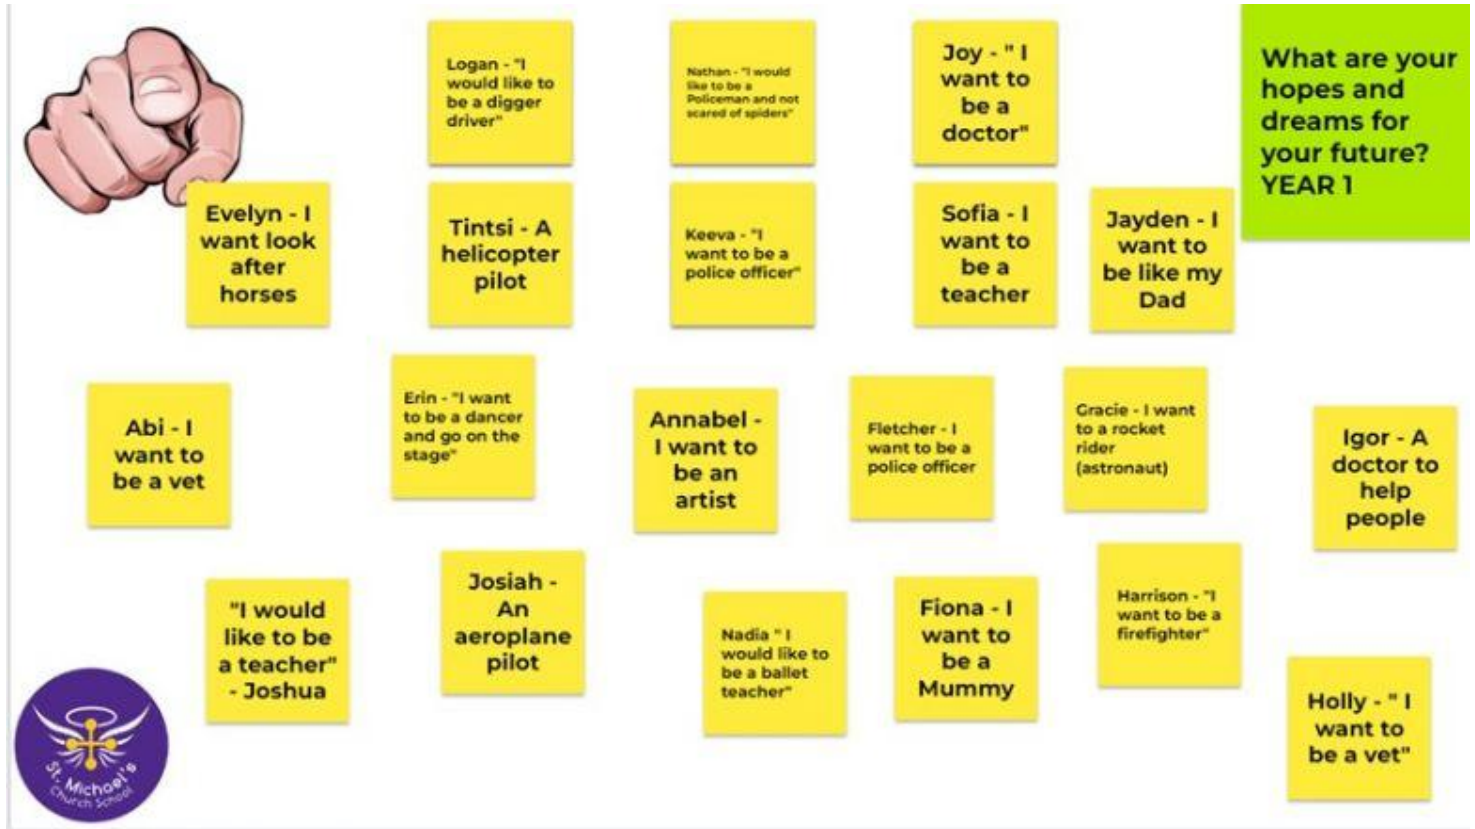 Logan - "I
would like to
be a digger
driver"
Nathan - "I would
like to be a
Policeman and not
scared of spiders"
Joy - " I
want to
be a
doctor"
What are your
hopes and
dreams for
your future?
YEAR 1
Evelyn - I
want look
after
horses
Tintsi - A
helicopter
pilot
Keeva - "I
want to be a
police officer"
Sofia - I
want to
be a
teacher
Jayden - I
want to
be like my
Dad
Abi - I
want to
be a vet
Erin - "I want
to be a dancer
and go on the
stage"
Annabel -
I want to
be an
artist
Fletcher - I
want to be a
police officer
Gracie - I want
to a rocket
rider
(astronaut)
Igor - A
doctor to
help
people
"I would
like to be
a teacher"
- Joshua
Josiah -
An
aeroplane
pilot
Nadia " I
would like to
be a ballet
teacher"
Fiona - I
want to
be a
Mummy
Harrison - "I
want to be a
firefighter"
Holly - " I
want to
be a vet"
St. Michael's
Church School